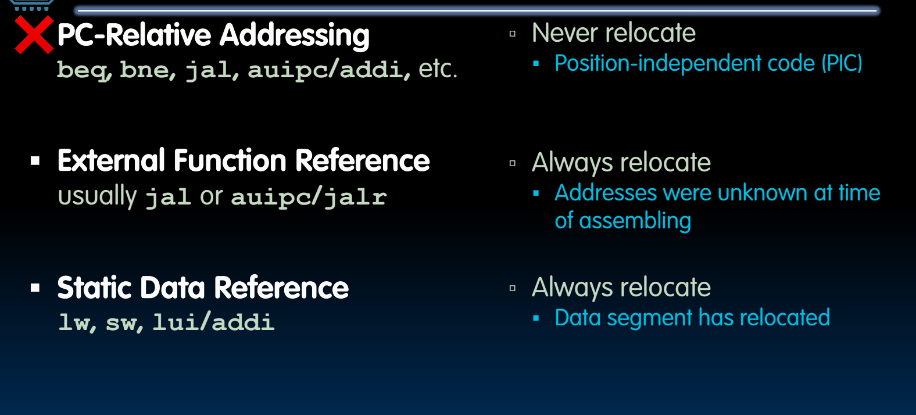 PC-Relative Addressing
beq, bne, jal, auipc/addi, etc.
Never relocate
Position-independent code (PIC)
External Function Reference
usually jal or auipc/jalr
Always relocate
Addresses were unknown at time
of assembling
Static Data Reference
lw, sw, lui/addi
Always relocate
Data segment has relocated